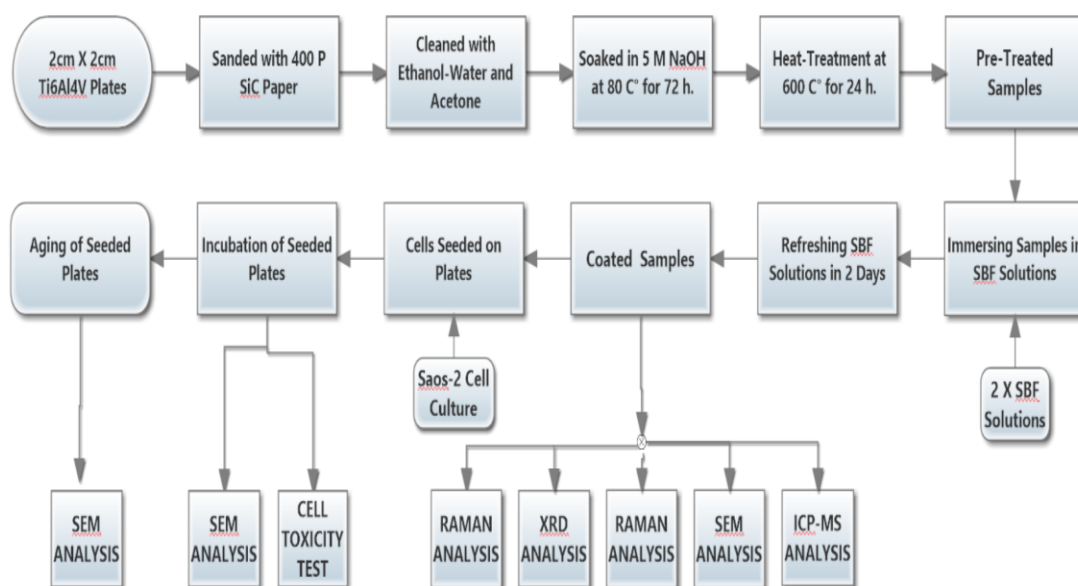 2cm X 2cm
Ti6Al4V Plates
Sanded with 400 P
SiC Paper
Cleaned with
Ethanol-Water and
Acetone
Soaked in 5 M NaOH
at 80 C° for 72 h.
Heat-Treatment at
600 C° for 24 h.
Pre-Treated
Samples
Immersing Samples in
SBF Solutions
2 X SBF
Solutions
Refreshing SBF
Solutions in 2 Days
Coated Samples
Cells Seeded on
Plates
Saos-2 Cell
Culture
Incubation of Seeded
Plates
Aging of Seeded
Plates
SEM
ANALYSIS
SEM
ANALYSIS
CELL
TOXICITY
TEST
RAMAN
ANALYSIS
XRD
ANALYSIS
RAMAN
ANALYSIS
SEM
ANALYSIS
ICP-MS
ANALYSIS